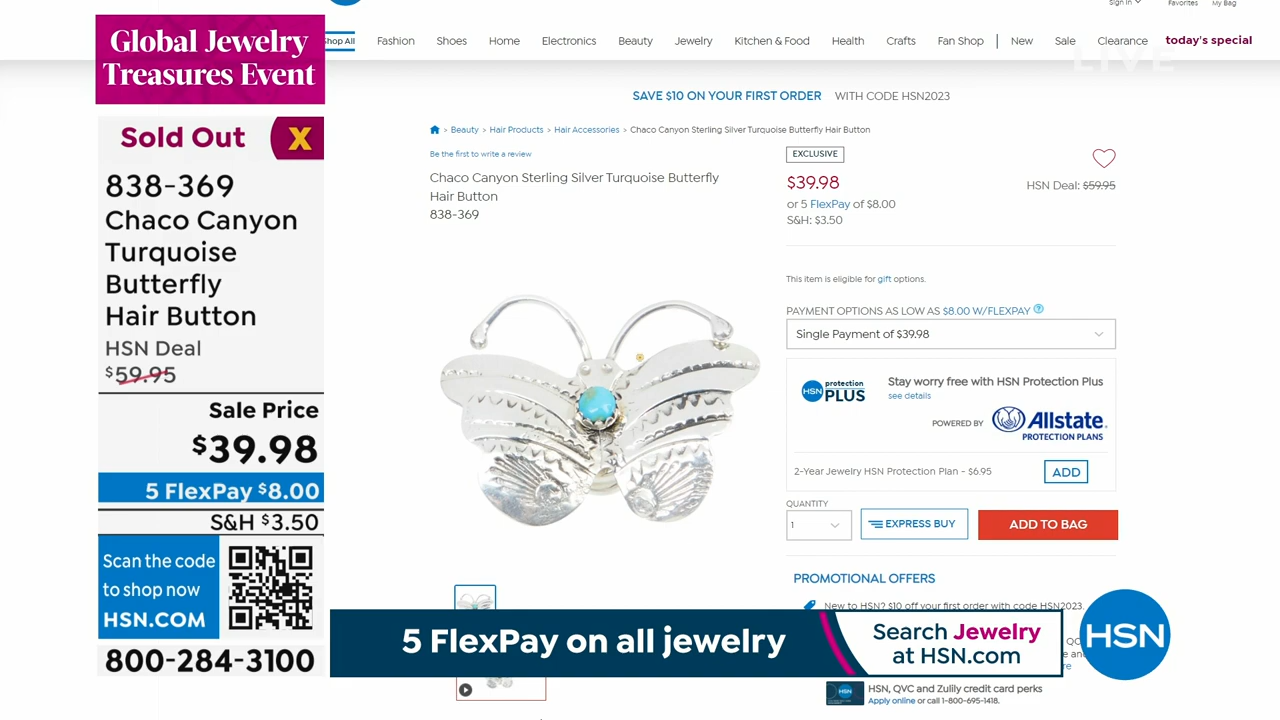 Global Jewelry
Treasures Event
Sold Out X
838-369
Chaco Canyon
Turquoise
Butterfly
Hair Button
HSN Deal
$59.95
Sale Price
$39.98
5 FlexPay $8.00
S&H $3.50
Scan the code
to shop now
HSN.COM
800-284-3100
Sign In Favorites My Bag
Shop All Fashion Shoes Home Electronics Beauty Jewelry Kitchen & Food Health Crafts Fan Shop | New Sale Clearance today's special
LIVE
SAVE $10 ON YOUR FIRST ORDER WITH CODE HSN2023
> Beauty > Hair Products > Hair Accessories > Chaco Canyon Sterling Silver Turquoise Butterfly Hair Button
Be the first to write a review
Chaco Canyon Sterling Silver Turquoise Butterfly
Hair Button
838-369
EXCLUSIVE
$39.98
HSN Deal: $59.95
or 5 FlexPay of $8.00
S&H: $3.50
This item is eligible for gift options.
PAYMENT OPTIONS AS LOW AS $8.00 W/FLEXPAY ?
Single Payment of $39.98
HSN protection PLUS
Stay worry free with HSN Protection Plus
see details
POWERED BY Allstate.
PROTECTION PLANS
2-Year Jewelry HSN Protection Plan - $6.95 ADD
QUANTITY
1 EXPRESS BUY ADD TO BAG
PROMOTIONAL OFFERS
New to HSN? $10 off your first order with code HSN2023.
5 FlexPay on all jewelry
Search Jewelry
at HSN.com
HSN
HSN HSN, QVC and Zulily credit card perks
Apply online or call 1-800-695-1418.